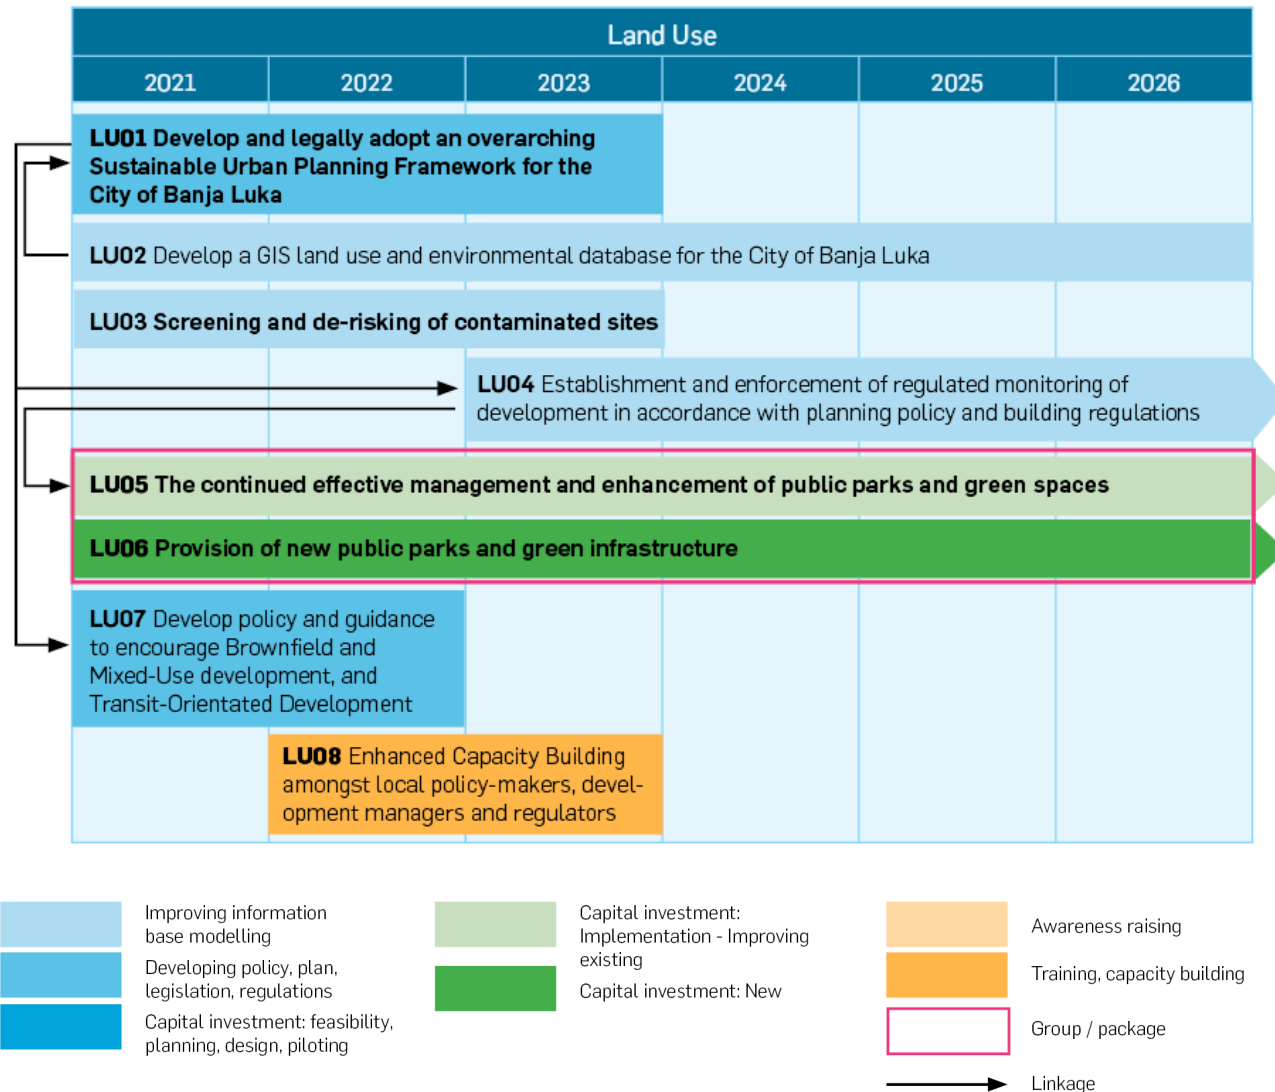 Land Use
2021 2022 2023 2024 2025 2026
LU01 Develop and legally adopt an overarching
Sustainable Urban Planning Framework for the
City of Banja Luka
LU02 Develop a GIS land use and environmental database for the City of Banja Luka
LU03 Screening and de-risking of contaminated sites
LU04 Establishment and enforcement of regulated monitoring of
development in accordance with planning policy and building regulations
LU05 The continued effective management and enhancement of public parks and green spaces
LU06 Provision of new public parks and green infrastructure
LU07 Develop policy and guidance
to encourage Brownfield and
Mixed-Use development, and
Transit-Orientated Development
LU08 Enhanced Capacity Building
amongst local policy-makers, devel-
opment managers and regulators
Improving information
base modelling
Developing policy, plan,
legislation, regulations
Capital investment: feasibility,
planning, design, piloting
Capital investment:
Implementation - Improving
existing
Capital investment: New
Awareness raising
Training, capacity building
Group / package
Linkage